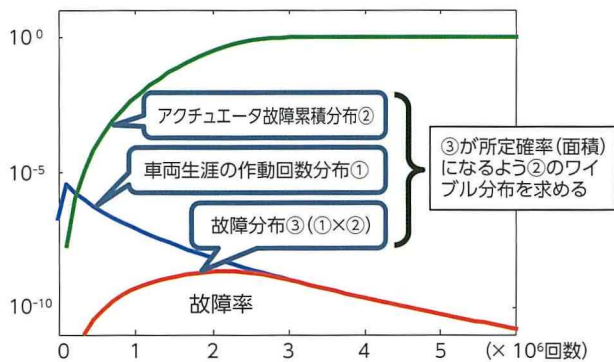 10⁰
アクチュエータ故障累積分布②
10⁻⁵
車両生涯の作動回数分布①
故障分布③(①×②)
③が所定確率(面積)
になるよう②のワイ
ブル分布を求める
10⁻¹⁰
故障率
0 1 2 3 4 5 (× 10⁶回数)